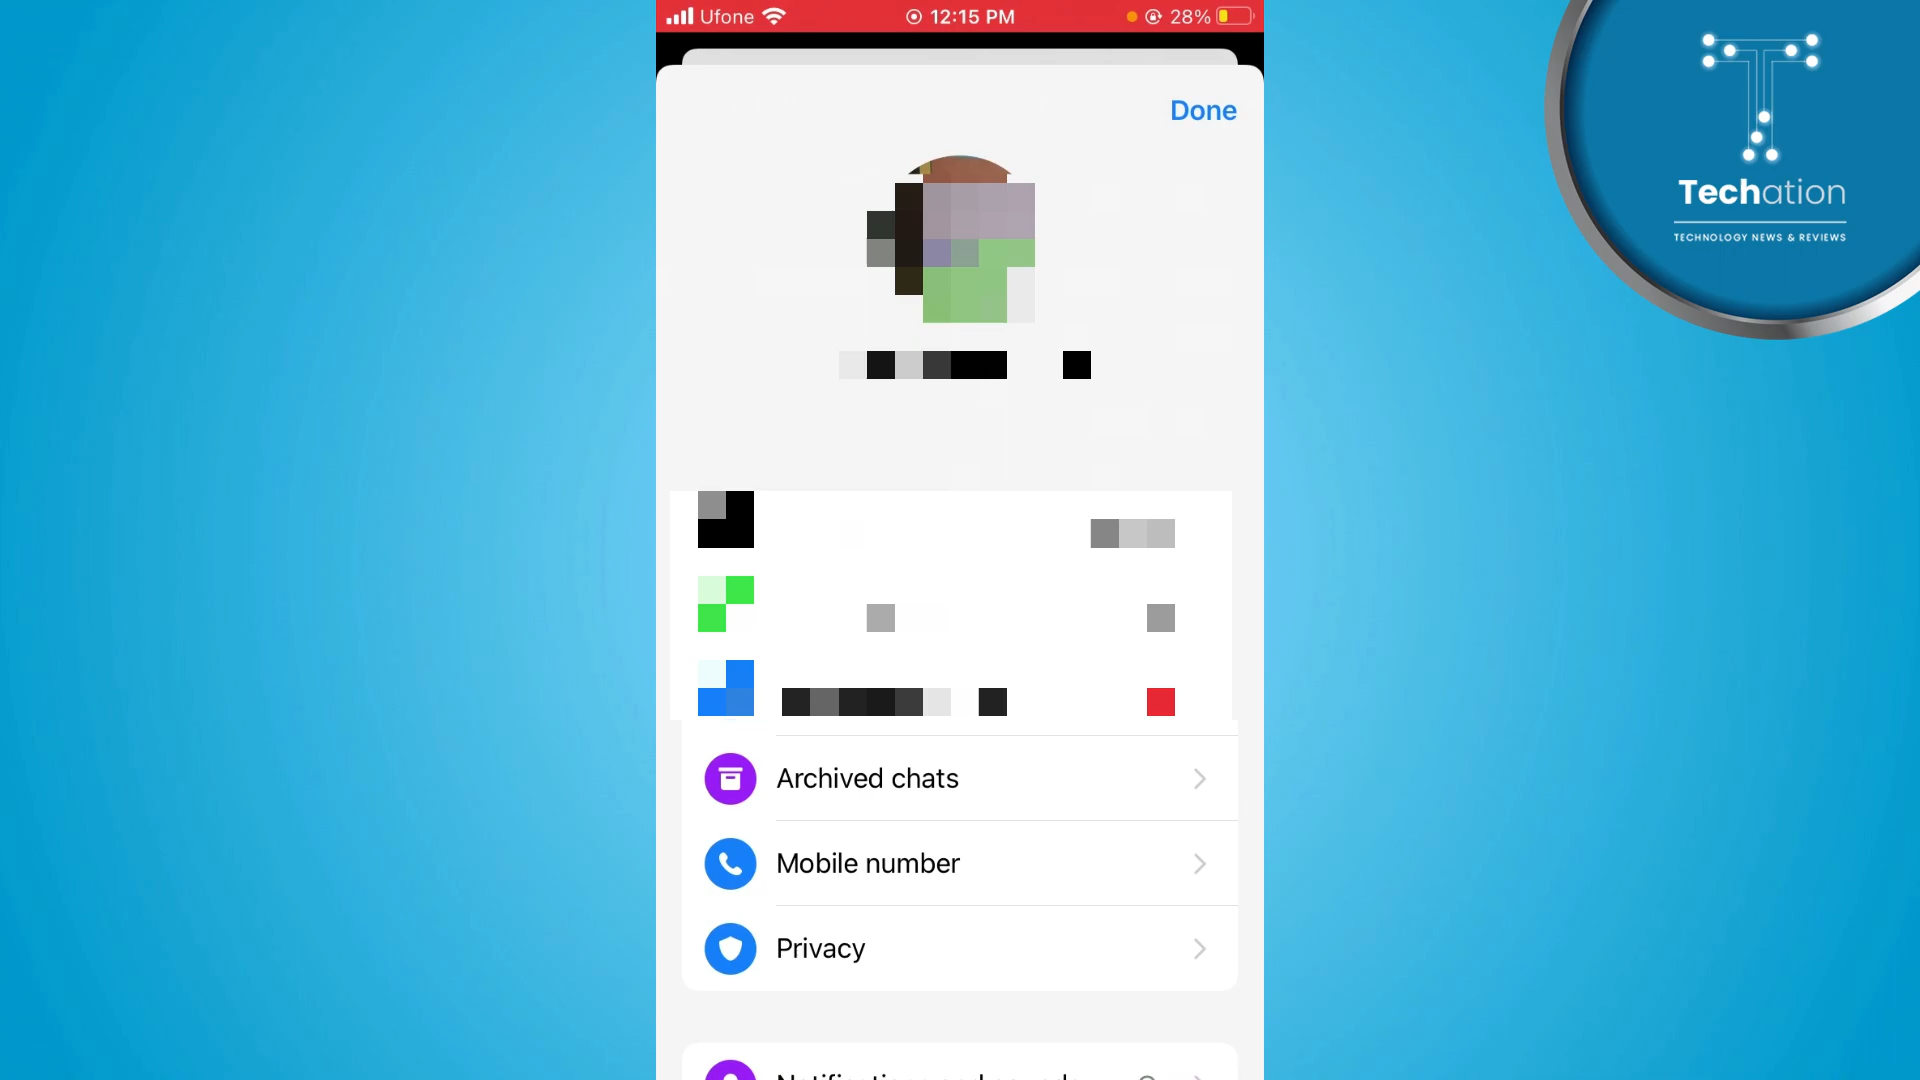 Ufone 12:15 PM 28%
Done
Techation
TECHNOLOGY NEWS & REVIEWS
Archived chats
Mobile number
Privacy